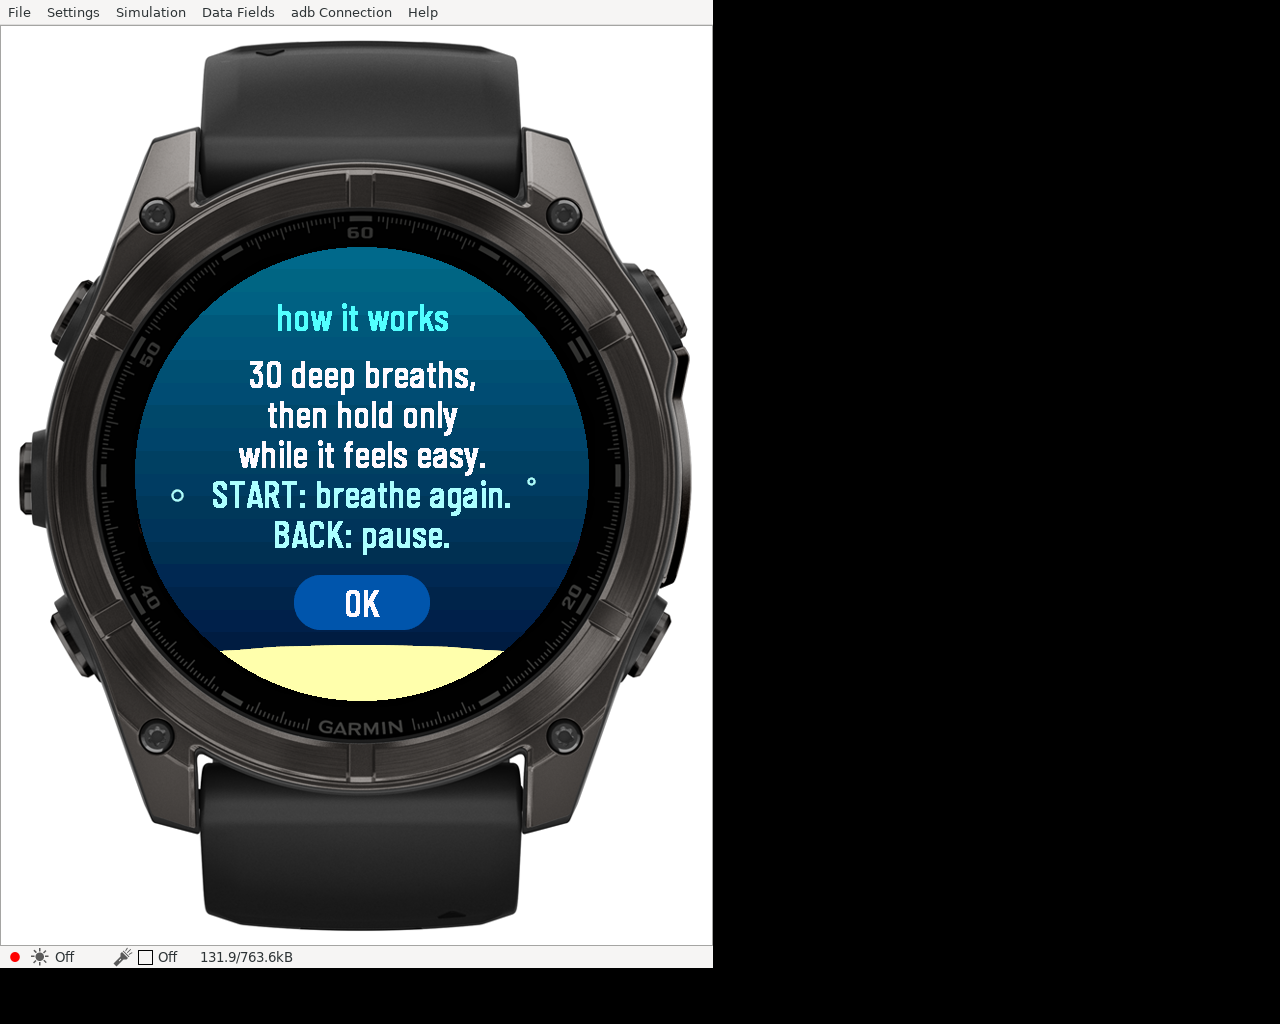 File Settings Simulation Data Fields adb Connection Help
60
50
how it works
30 deep breaths,
then hold only
while it feels easy.
START: breathe again.
BACK: pause.
OK
40
20
GARMIN
Off Off 131.9/763.6kB